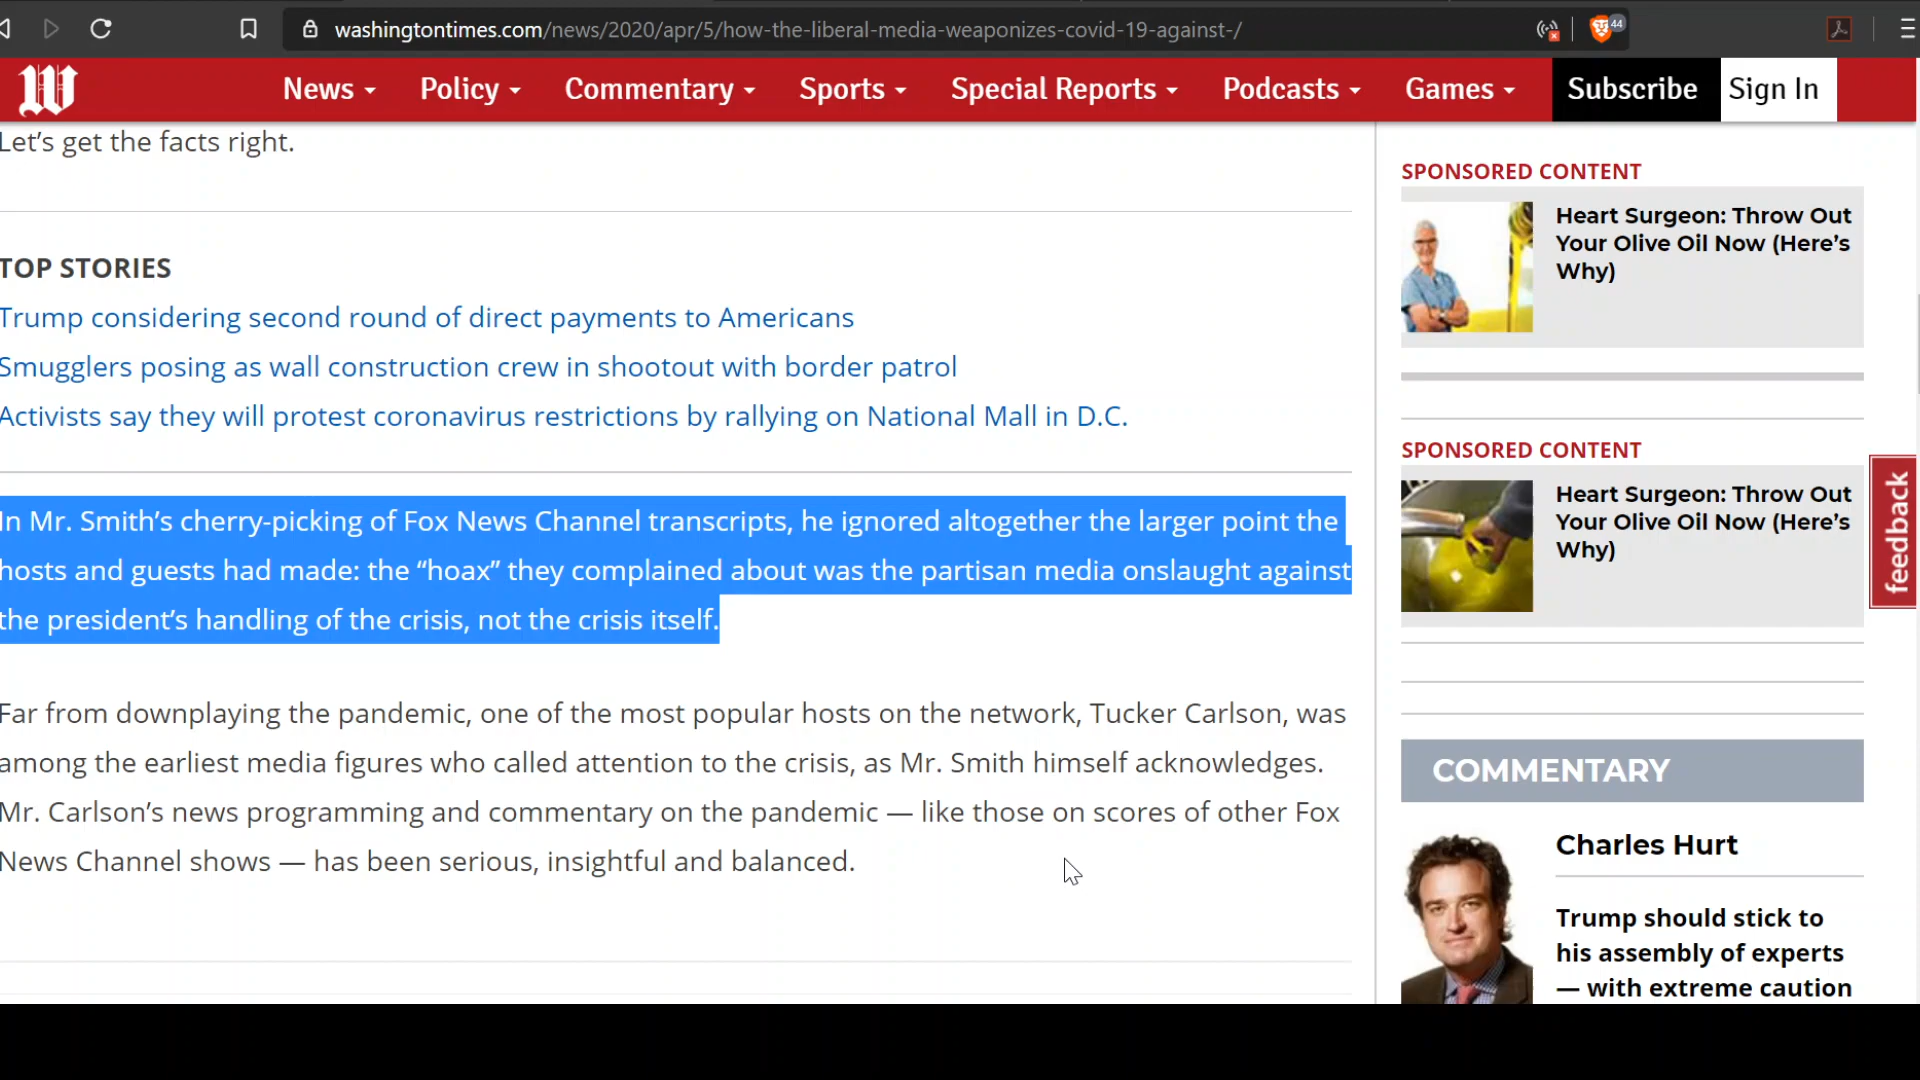 washingtontimes.com/news/2020/apr/5/how-the-liberal-media-weaponizes-covid-19-against-/
44
W
News
Policy
Commentary
Sports
Special Reports
Podcasts
Games
Subscribe
Sign In
Let’s get the facts right.
TOP STORIES
Trump considering second round of direct payments to Americans
Smugglers posing as wall construction crew in shootout with border patrol
Activists say they will protest coronavirus restrictions by rallying on National Mall in D.C.
In Mr. Smith’s cherry-picking of Fox News Channel transcripts, he ignored altogether the larger point the
hosts and guests had made: the “hoax” they complained about was the partisan media onslaught against
the president’s handling of the crisis, not the crisis itself.
Far from downplaying the pandemic, one of the most popular hosts on the network, Tucker Carlson, was
among the earliest media figures who called attention to the crisis, as Mr. Smith himself acknowledges.
Mr. Carlson’s news programming and commentary on the pandemic — like those on scores of other Fox
News Channel shows — has been serious, insightful and balanced.
SPONSORED CONTENT
Heart Surgeon: Throw Out
Your Olive Oil Now (Here’s
Why)
SPONSORED CONTENT
Heart Surgeon: Throw Out
Your Olive Oil Now (Here’s
Why)
feedback
COMMENTARY
Charles Hurt
Trump should stick to
his assembly of experts
— with extreme caution